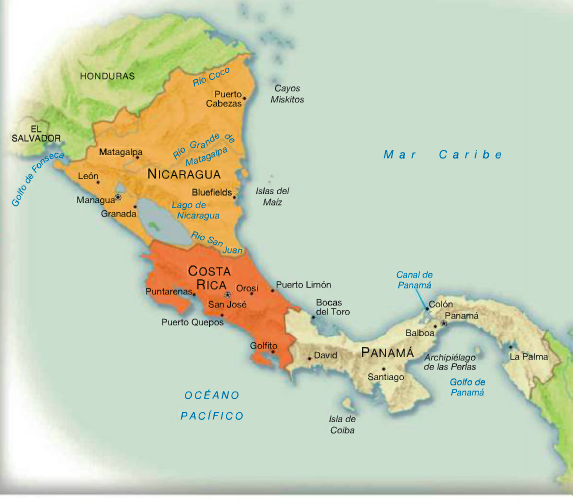 HONDURAS
Río Coco
Puerto
Cabezas
Cayos
Miskitos
EL
SALVADOR
Golfo de Fonseca
Matagalpa
Río Grande de
Matagalpa
Mar Caribe
NICARAGUA
León
Managua
Granada
Lago de
Nicaragua
Bluefields
Islas del
Maíz
Río San Juan
COSTA
RICA
Puntarenas
Orosí
San José
Puerto Limón
Puerto Quepos
Bocas
del Toro
Canal de
Panamá
Colón
Panamá
Balboa
Golfito
David
PANAMÁ
Santiago
Archipiélago
de las Perlas
La Palma
Golfo de
Panamá
OCÉANO
PACÍFICO
Isla de
Coiba